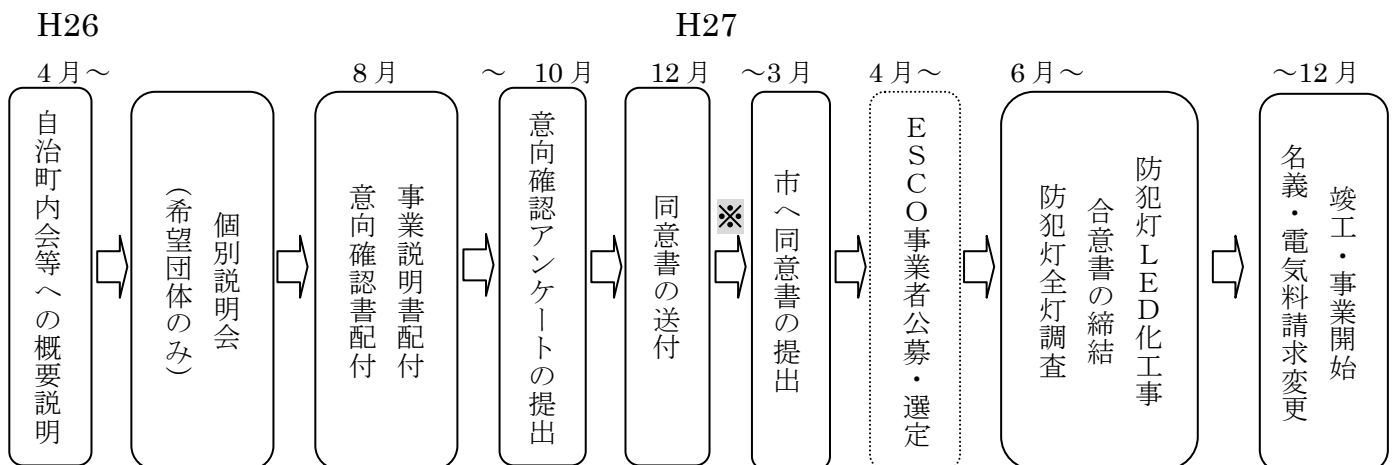 H26
H27
4月～
8月
～ 10月
12月
～3月
4月～
6月～
～12月
自治町内会等への概要説明
個別説明会
（希望団体のみ）
事業説明書配付
意向確認書配付
意向確認アンケートの提出
同意書の送付
※
市へ同意書の提出
ESCO事業者公募・選定
防犯灯LED化工事
合意書の締結
防犯灯全灯調査
竣工・事業開始
名義・電気料請求変更